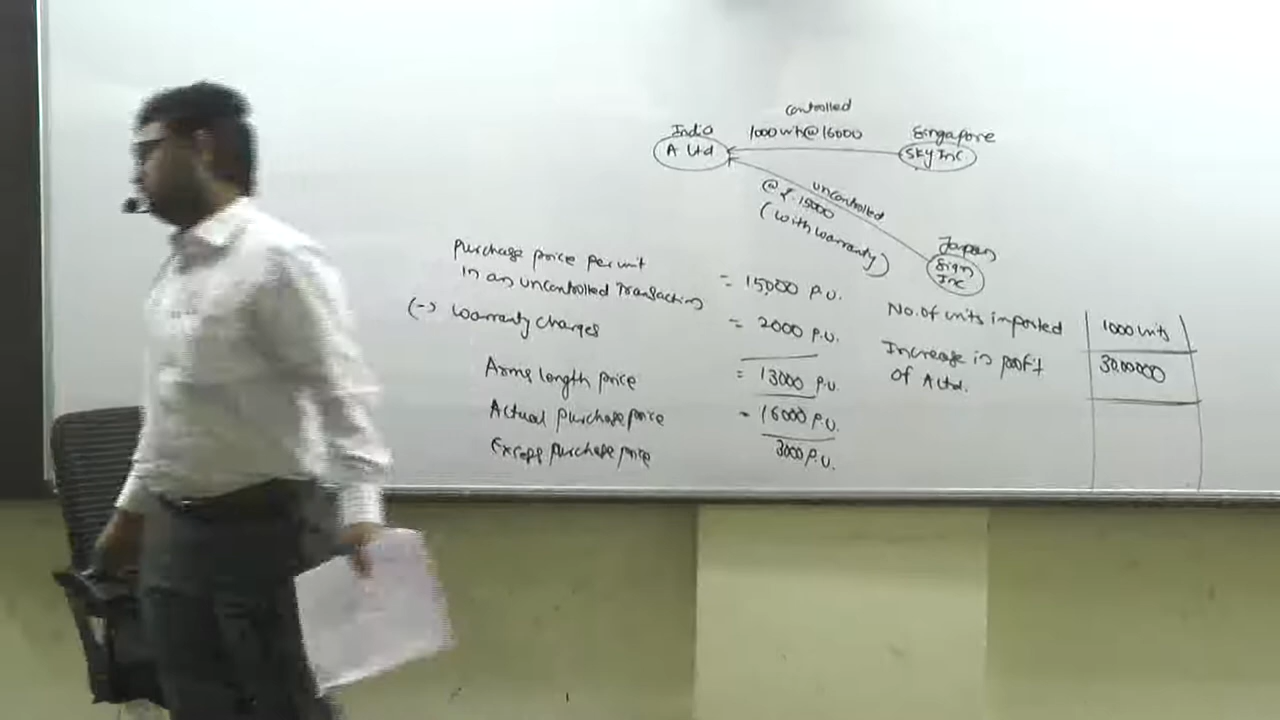 controlled
India
1000 units@16000
Singapore
A Ltd
Sky Inc
uncontrolled
@ ₹.15000
(with warranty)
Japan
Sign
Inc
Purchase price per unit
in an uncontrolled Transaction = 15,000 P.U.
(-) Warranty charges = 2000 P.U.
Arms length price = 13000 P.U.
Actual purchase price = 16000 P.U.
Excess purchase price 3000 P.U.
No. of units imported 1000 units
Increase in profit 3000000
of A Ltd.